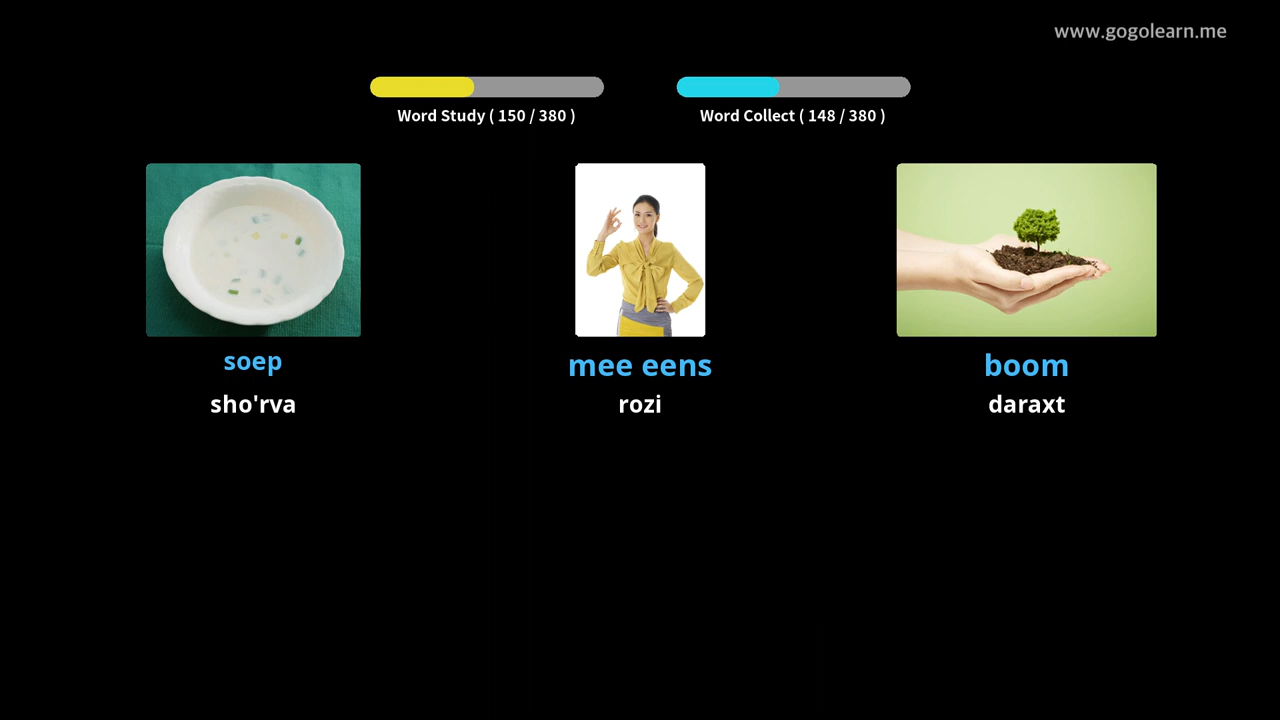 www.gogolearn.me
Word Study ( 150 / 380 )
Word Collect ( 148 / 380 )
soep
mee eens
boom
sho'rva
rozi
daraxt